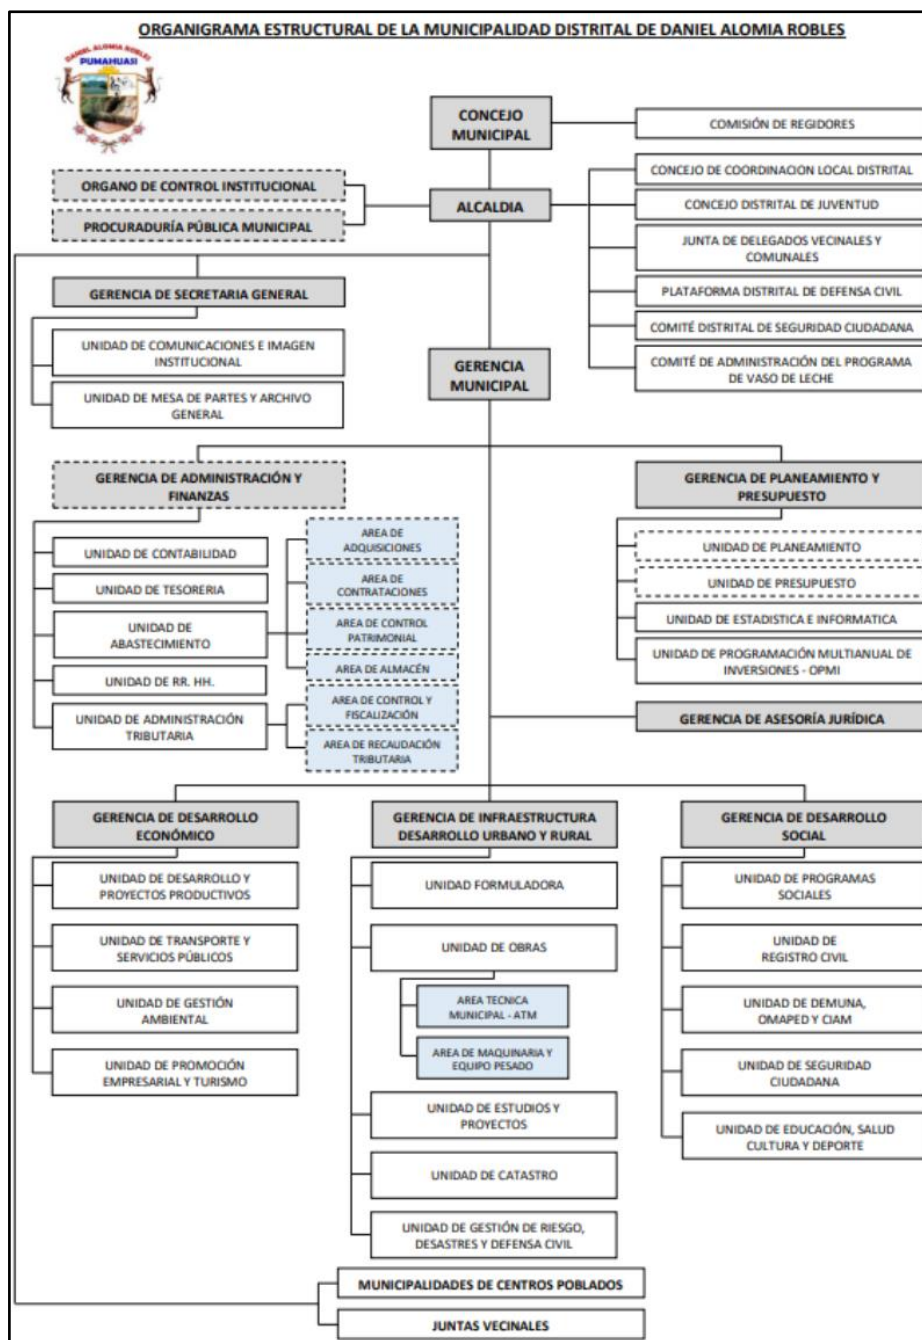 ORGANIGRAMA ESTRUCTURAL DE LA MUNICIPALIDAD DISTRITAL DE DANIEL ALOMIA ROBLES
DANIEL ALOMIA ROBLES
PUMAHUASI
CONCEJO
MUNICIPAL
COMISIÓN DE REGIDORES
ORGANO DE CONTROL INSTITUCIONAL
PROCURADURÍA PÚBLICA MUNICIPAL
ALCALDIA
CONCEJO DE COORDINACION LOCAL DISTRITAL
CONCEJO DISTRITAL DE JUVENTUD
JUNTA DE DELEGADOS VECINALES Y
COMUNALES
PLATAFORMA DISTRITAL DE DEFENSA CIVIL
COMITÉ DISTRITAL DE SEGURIDAD CIUDADANA
COMITÉ DE ADMINISTRACIÓN DEL PROGRAMA
DE VASO DE LECHE
GERENCIA DE SECRETARIA GENERAL
UNIDAD DE COMUNICACIONES E IMAGEN
INSTITUCIONAL
UNIDAD DE MESA DE PARTES Y ARCHIVO
GENERAL
GERENCIA
MUNICIPAL
GERENCIA DE ADMINISTRACIÓN Y
FINANZAS
UNIDAD DE CONTABILIDAD
UNIDAD DE TESORERIA
UNIDAD DE
ABASTECIMIENTO
UNIDAD DE RR. HH.
UNIDAD DE ADMINISTRACIÓN
TRIBUTARIA
AREA DE
ADQUISICIONES
AREA DE
CONTRATACIONES
AREA DE CONTROL
PATRIMONIAL
AREA DE ALMACÉN
AREA DE CONTROL Y
FISCALIZACIÓN
AREA DE RECAUDACIÓN
TRIBUTARIA
GERENCIA DE PLANEAMIENTO Y
PRESUPUESTO
UNIDAD DE PLANEAMIENTO
UNIDAD DE PRESUPUESTO
UNIDAD DE ESTADISTICA E INFORMATICA
UNIDAD DE PROGRAMACIÓN MULTIANUAL DE
INVERSIONES - OPMI
GERENCIA DE ASESORÍA JURÍDICA
GERENCIA DE DESARROLLO
ECONÓMICO
UNIDAD DE DESARROLLO Y
PROYECTOS PRODUCTIVOS
UNIDAD DE TRANSPORTE Y
SERVICIOS PÚBLICOS
UNIDAD DE GESTIÓN
AMBIENTAL
UNIDAD DE PROMOCIÓN
EMPRESARIAL Y TURISMO
GERENCIA DE INFRAESTRUCTURA
DESARROLLO URBANO Y RURAL
UNIDAD FORMULADORA
UNIDAD DE OBRAS
AREA TECNICA
MUNICIPAL - ATM
AREA DE MAQUINARIA Y
EQUIPO PESADO
UNIDAD DE ESTUDIOS Y
PROYECTOS
UNIDAD DE CATASTRO
UNIDAD DE GESTIÓN DE RIESGO,
DESASTRES Y DEFENSA CIVIL
GERENCIA DE DESARROLLO
SOCIAL
UNIDAD DE PROGRAMAS
SOCIALES
UNIDAD DE
REGISTRO CIVIL
UNIDAD DE DEMUNA,
OMAPED Y CIAM
UNIDAD DE SEGURIDAD
CIUDADANA
UNIDAD DE EDUCACIÓN, SALUD
CULTURA Y DEPORTE
MUNICIPALIDADES DE CENTROS POBLADOS
JUNTAS VECINALES